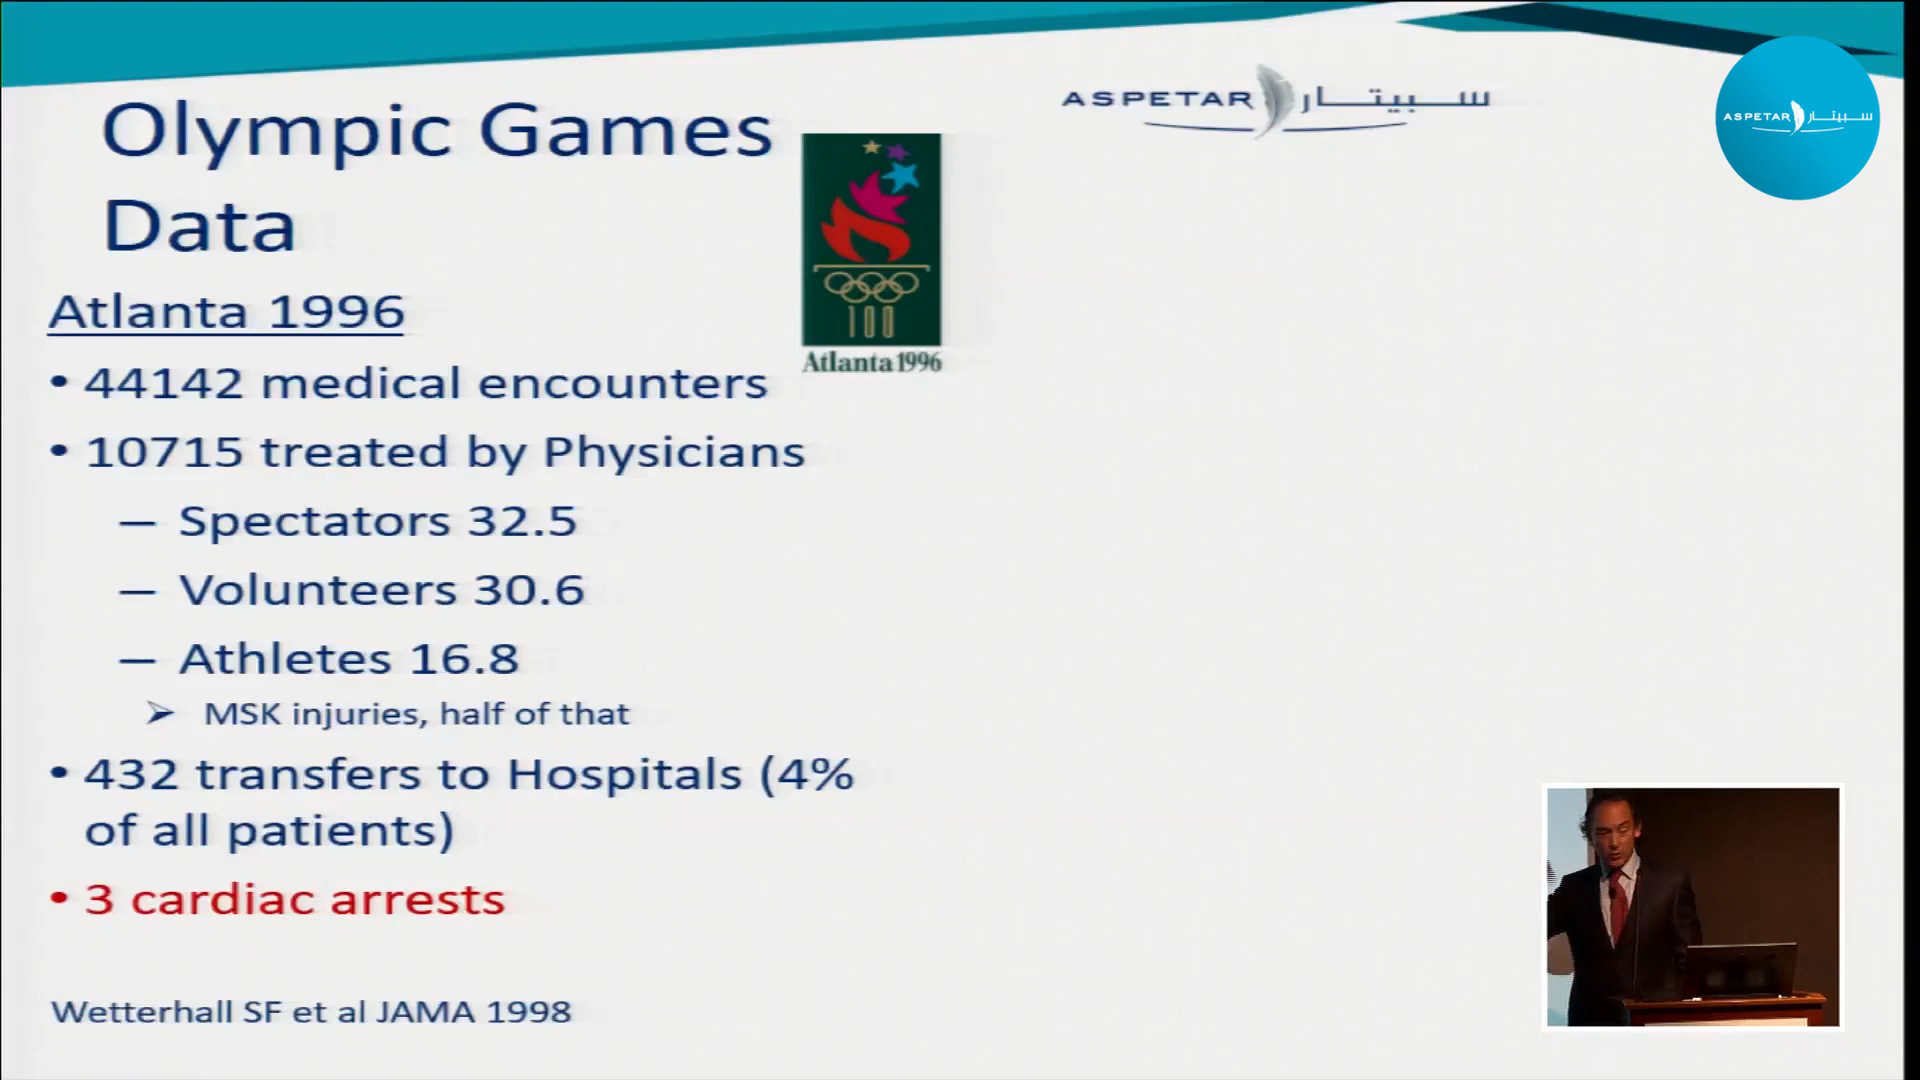 Olympic Games
Data
ASPETAR سبيتار
ASPETAR سبيتار
100
Atlanta 1996
Atlanta 1996
• 44142 medical encounters
• 10715 treated by Physicians
— Spectators 32.5
— Volunteers 30.6
— Athletes 16.8
➢ MSK injuries, half of that
• 432 transfers to Hospitals (4%
of all patients)
• 3 cardiac arrests
Wetterhall SF et al JAMA 1998